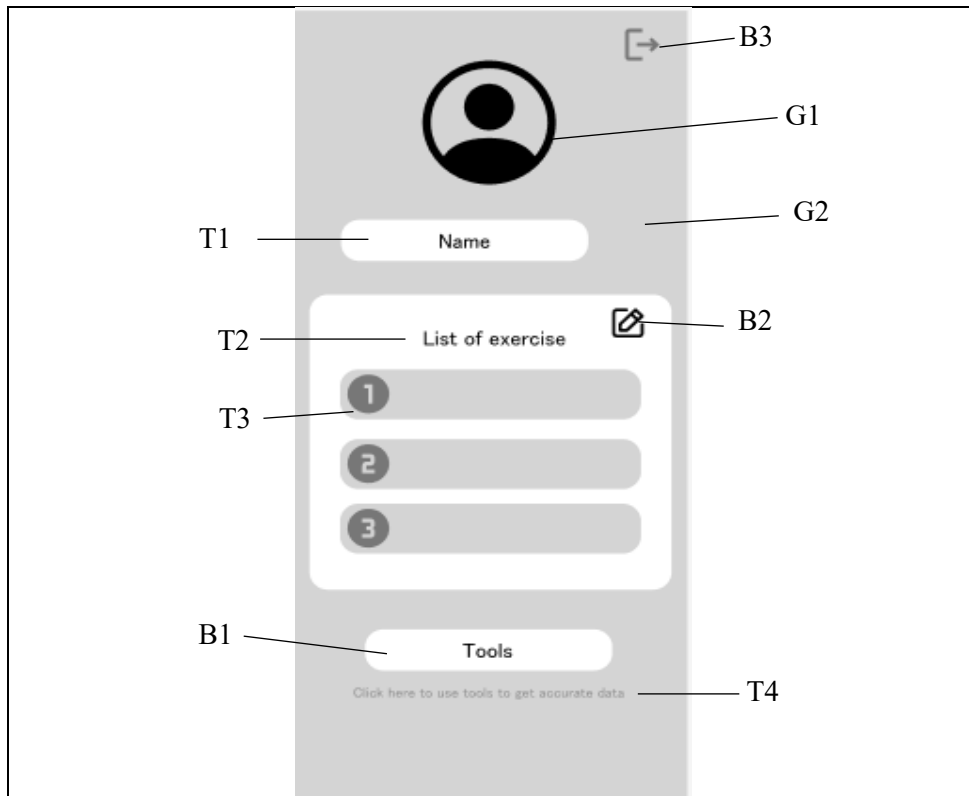 B3
G1
G2
T1 Name
B2
T2 List of exercise
1
T3
2
3
B1 Tools
Click here to use tools to get accurate data T4